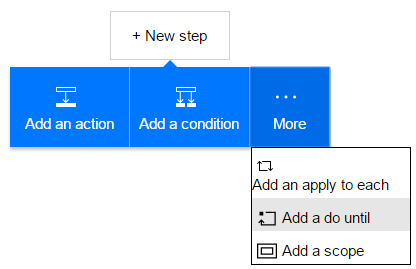 + New step
Add an action
Add a condition
More
Add an apply to each
Add a do until
Add a scope